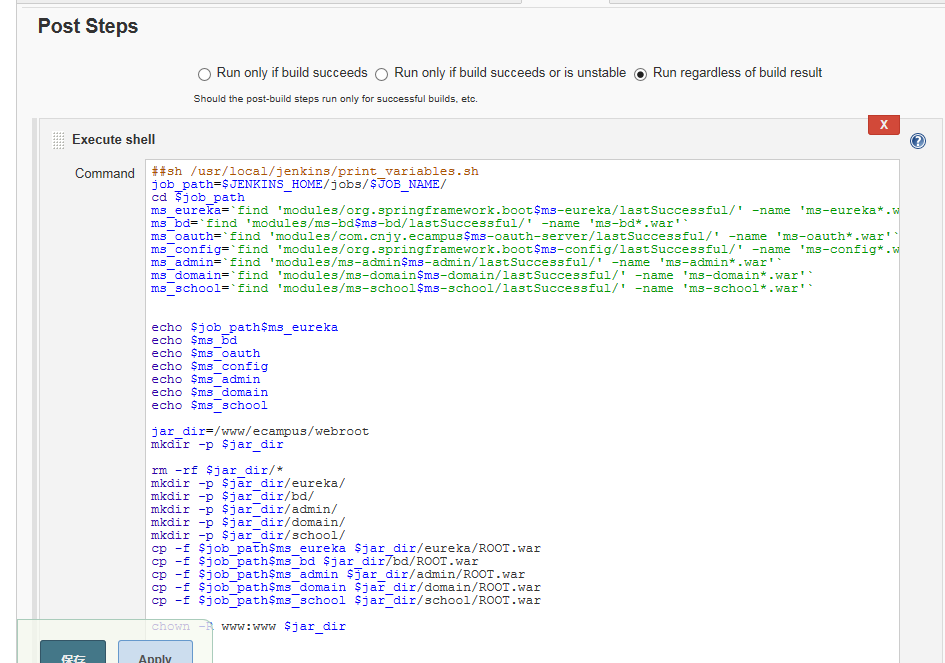 Post Steps
Run only if build succeeds Run only if build succeeds or is unstable Run regardless of build result
Should the post-build steps run only for successful builds, etc.
X
Execute shell
?
Command
##sh /usr/local/jenkins/print_variables.sh
job_path=$JENKINS_HOME/jobs/$JOB_NAME/
cd $job_path
ms_eureka=`find 'modules/org.springframework.boot$ms-eureka/lastSuccessful/' -name 'ms-eureka*.w
ms_bd=`find 'modules/ms-bd$ms-bd/lastSuccessful/' -name 'ms-bd*.war'`
ms_oauth=`find 'modules/com.cnjy.ecampus$ms-oauth-server/lastSuccessful/' -name 'ms-oauth*.war'`
ms_config=`find 'modules/org.springframework.boot$ms-config/lastSuccessful/' -name 'ms-config*.w
ms_admin=`find 'modules/ms-admin$ms-admin/lastSuccessful/' -name 'ms-admin*.war'`
ms_domain=`find 'modules/ms-domain$ms-domain/lastSuccessful/' -name 'ms-domain*.war'`
ms_school=`find 'modules/ms-school$ms-school/lastSuccessful/' -name 'ms-school*.war'`
echo $job_path$ms_eureka
echo $ms_bd
echo $ms_oauth
echo $ms_config
echo $ms_admin
echo $ms_domain
echo $ms_school
jar_dir=/www/ecampus/webroot
mkdir -p $jar_dir
rm -rf $jar_dir/*
mkdir -p $jar_dir/eureka/
mkdir -p $jar_dir/bd/
mkdir -p $jar_dir/admin/
mkdir -p $jar_dir/domain/
mkdir -p $jar_dir/school/
cp -f $job_path$ms_eureka $jar_dir/eureka/ROOT.war
cp -f $job_path$ms_bd $jar_dir/bd/ROOT.war
cp -f $job_path$ms_admin $jar_dir/admin/ROOT.war
cp -f $job_path$ms_domain $jar_dir/domain/ROOT.war
cp -f $job_path$ms_school $jar_dir/school/ROOT.war
chown -R www:www $jar_dir
保存 Apply